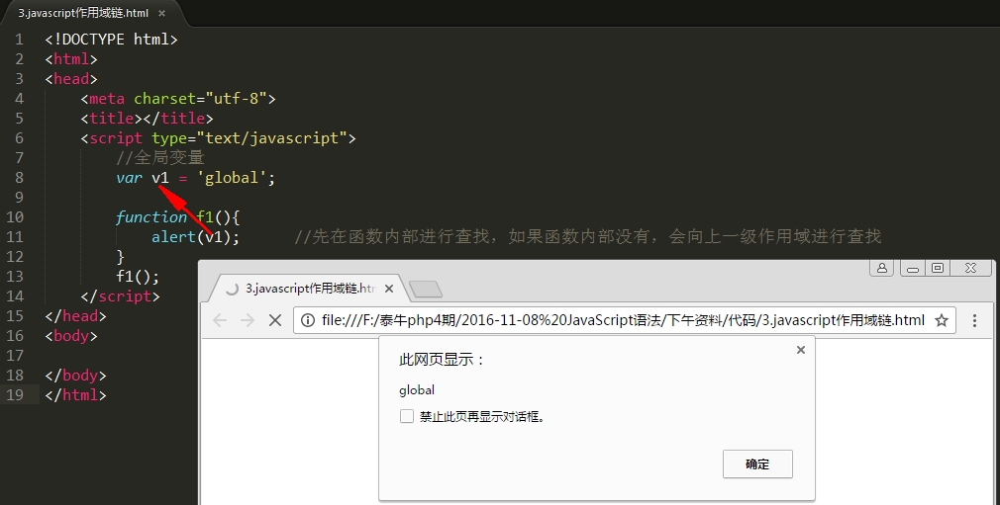 3.javascript作用域链.html ×
1 <!DOCTYPE html>
2 <html>
3 <head>
4 <meta charset="utf-8">
5 <title></title>
6 <script type="text/javascript">
7 //全局变量
8 var v1 = 'global';
9
10 function f1(){
11 alert(v1); //先在函数内部进行查找，如果函数内部没有，会向上一级作用域进行查找
12 }
13 f1();
14 </script>
15 </head>
16 <body>
17
18 </body>
19 </html>
3.javascript作用域链.htm
file:///F:/泰牛php4期/2016-11-08%20JavaScript语法/下午资料/代码/3.javascript作用域链.html
此网页显示：
global
禁止此页再显示对话框。
确定